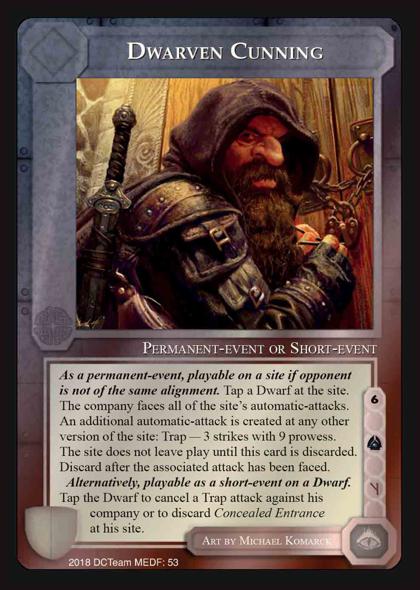 Dwarven Cunning
Permanent-event or Short-event
As a permanent-event, playable on a site if opponent
is not of the same alignment. Tap a Dwarf at the site.
The company faces all of the site's automatic-attacks.
An additional automatic-attack is created at any other
version of the site: Trap — 3 strikes with 9 prowess.
The site does not leave play until this card is discarded.
Discard after the associated attack has been faced.
Alternatively, playable as a short-event on a Dwarf.
Tap the Dwarf to cancel a Trap attack against his
company or to discard Concealed Entrance
at his site.
6
Art by Michael Komarck
2018 DCTeam MEDF: 53